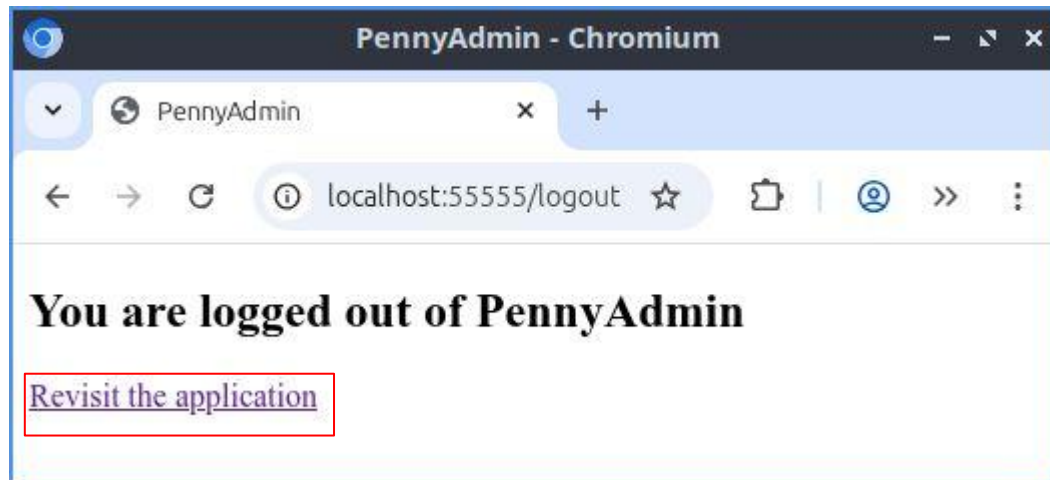 PennyAdmin - Chromium
PennyAdmin
localhost:55555/logout
You are logged out of PennyAdmin
Revisit the application